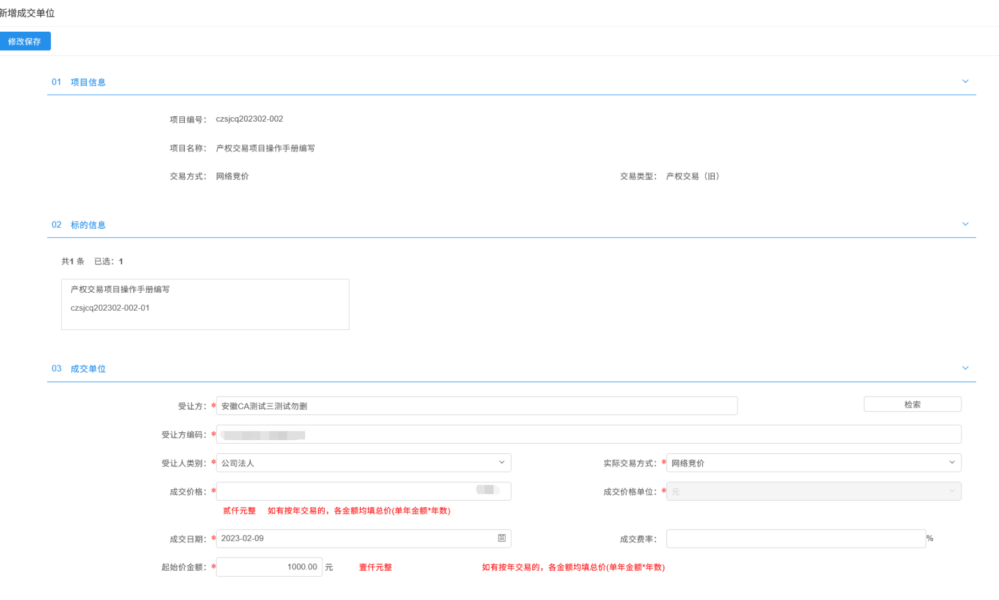 新增成交单位
修改保存
01 项目信息
项目编号： czsjcq202302-002
项目名称： 产权交易项目操作手册编写
交易方式： 网络竞价 交易类型： 产权交易（旧）
02 标的信息
共1 条 已选：1
产权交易项目操作手册编写
czsjcq202302-002-01
03 成交单位
受让方：* 安徽CA测试三测试勿删 检索
受让方编码：*
受让人类别：* 公司法人 实际交易方式：* 网络竞价
成交价格：* 成交价格单位：* 元
贰仟元整 如有按年交易的，各金额均填总价(单年金额*年数)
成交日期：* 2023-02-09 成交费率： %
起始价金额：* 1000.00 元 壹仟元整 如有按年交易的，各金额均填总价(单年金额*年数)